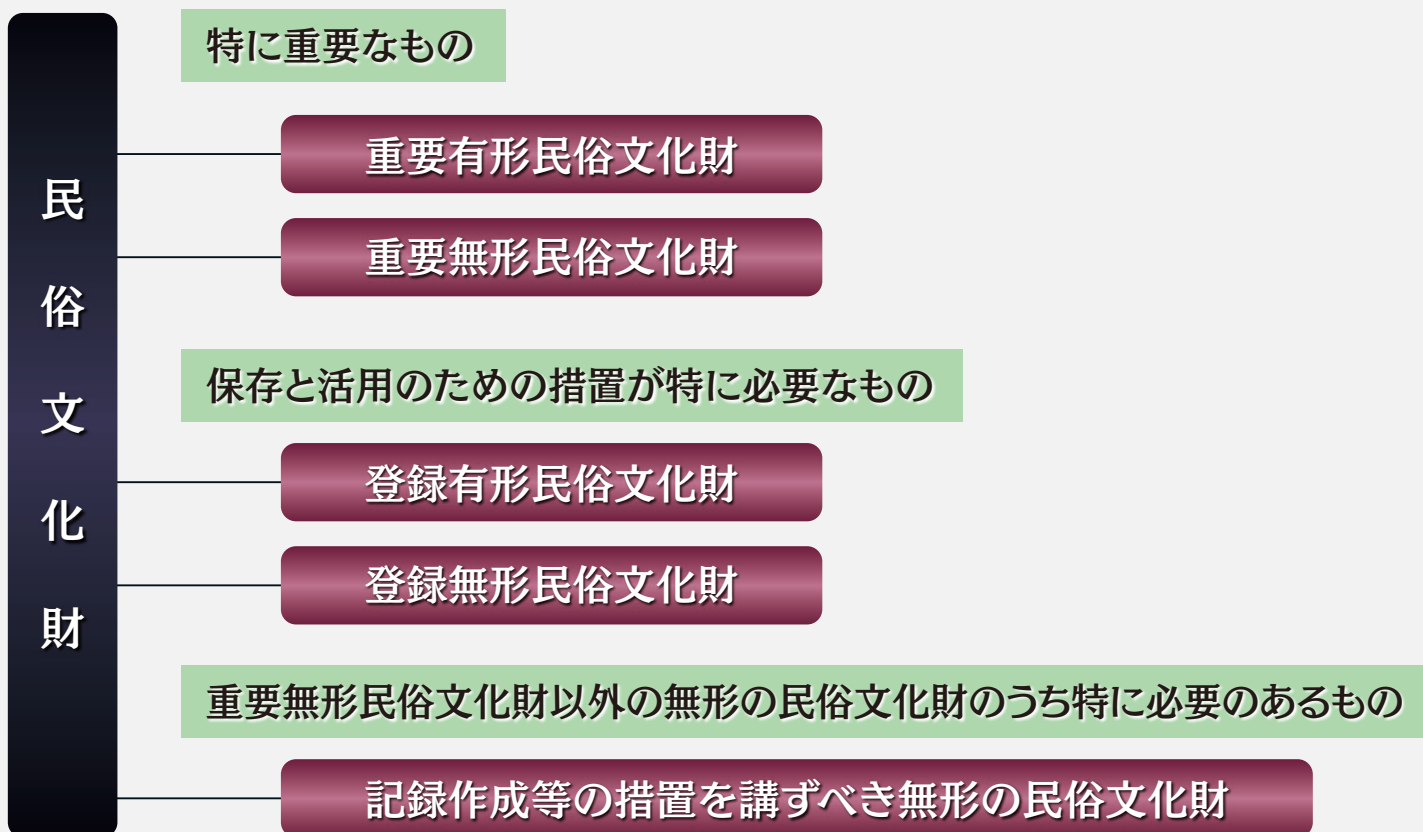 民俗文化財
特に重要なもの
重要有形民俗文化財
重要無形民俗文化財
保存と活用のための措置が特に必要なもの
登録有形民俗文化財
登録無形民俗文化財
重要無形民俗文化財以外の無形の民俗文化財のうち特に必要のあるもの
記録作成等の措置を講ずべき無形の民俗文化財